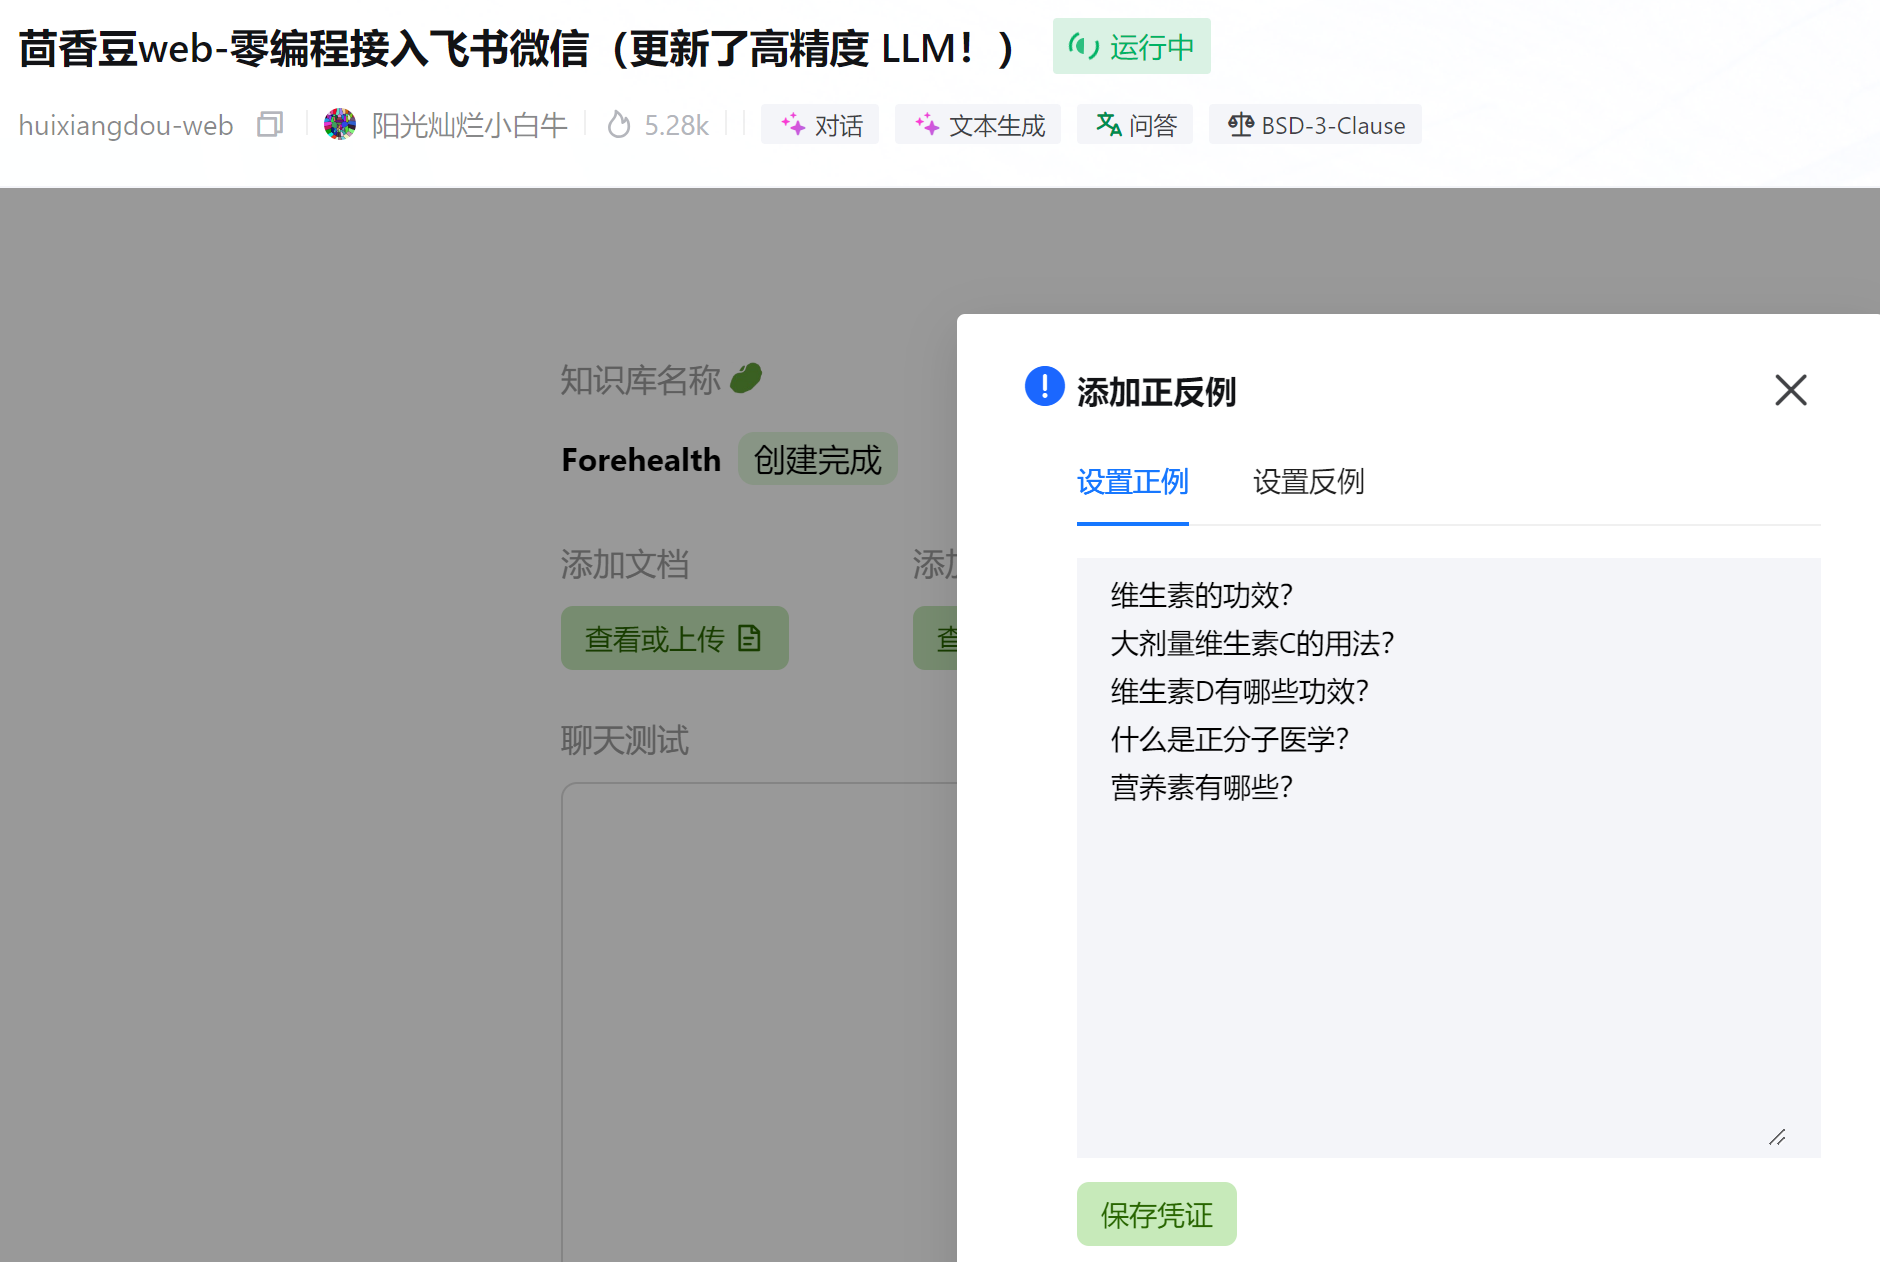 茴香豆web-零编程接入飞书微信（更新了高精度 LLM！）
运行中
huixiangdou-web
阳光灿烂小白牛
5.28k
对话
文本生成
问答
BSD-3-Clause
知识库名称
Forehealth
创建完成
添加文档
查看或上传
聊天测试
添加正反例
设置正例
设置反例
维生素的功效？
大剂量维生素C的用法？
维生素D有哪些功效？
什么是正分子医学？
营养素有哪些？
保存凭证